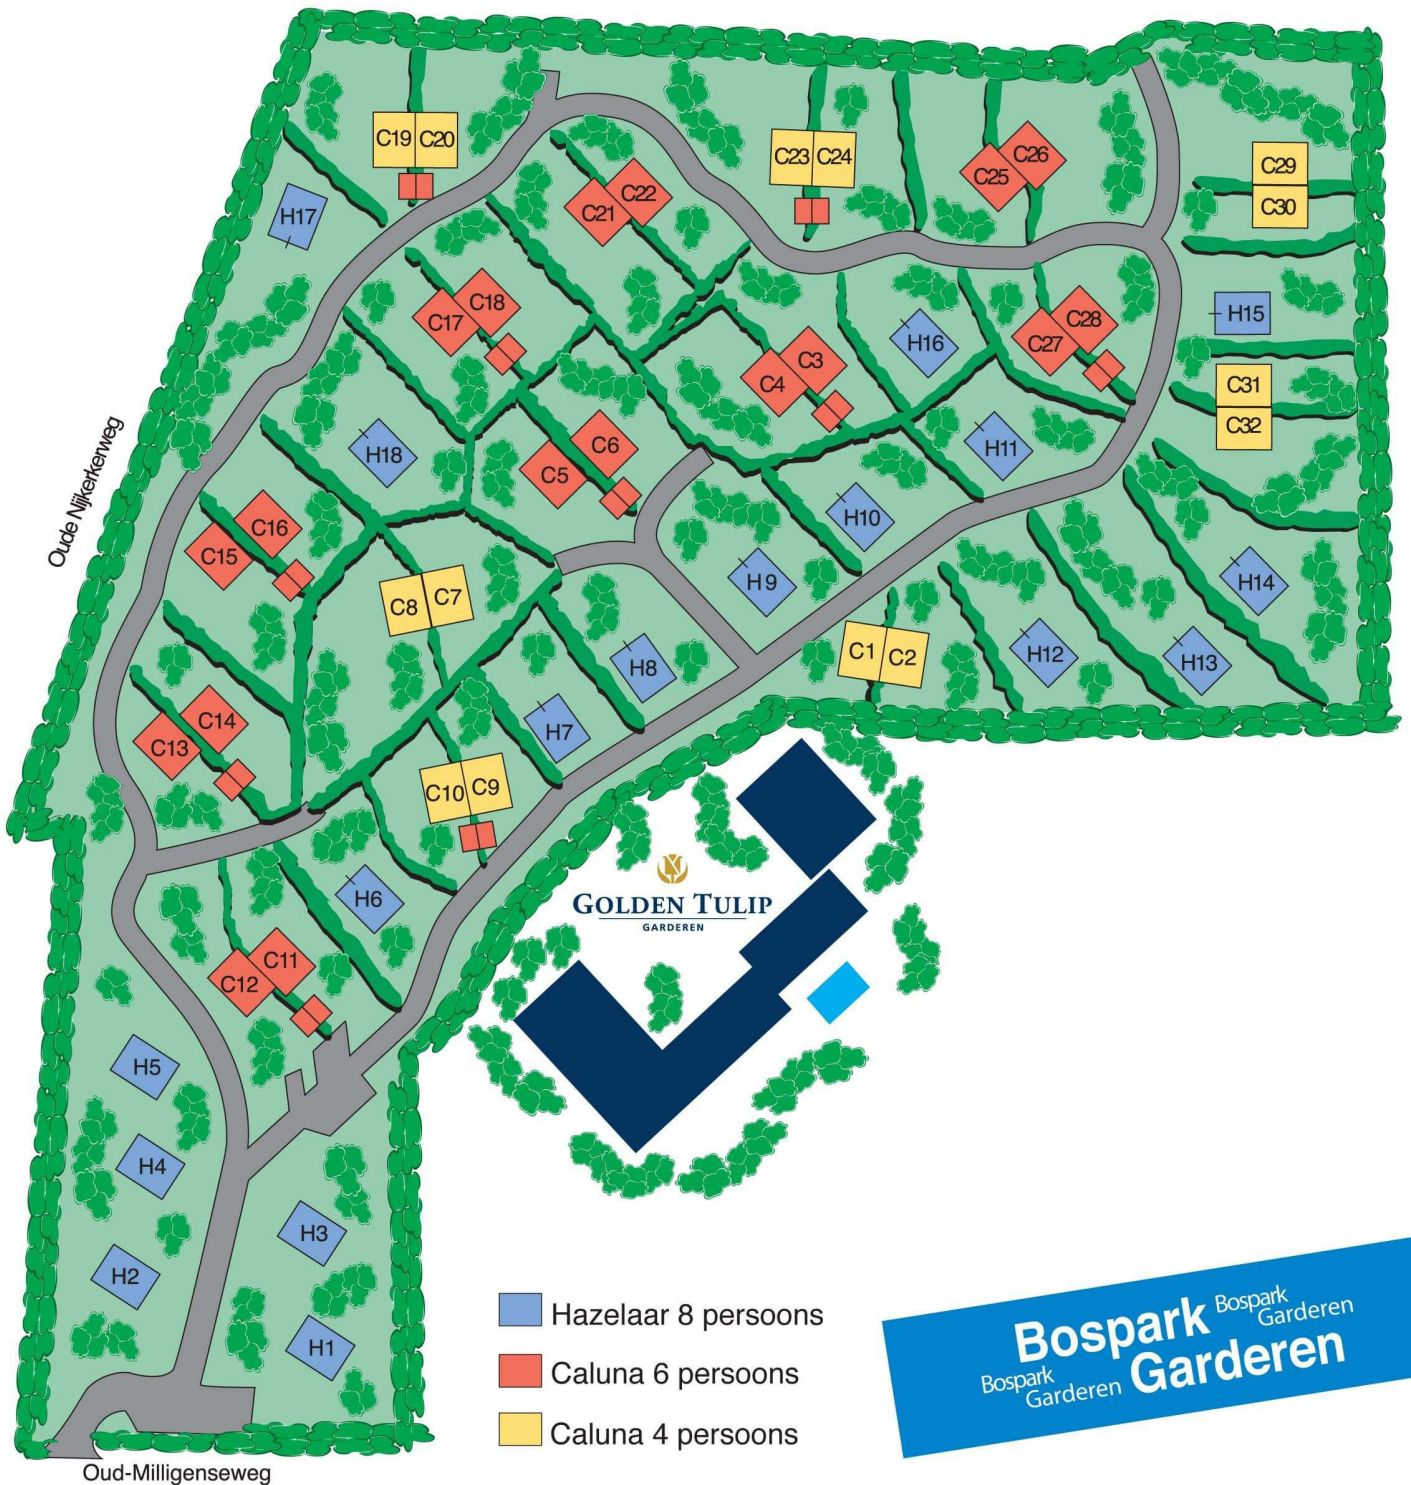 C19 C20
C23 C24
C26
C25
C29
C30
H17
C22
C21
C18
C17
H15
C28
C27
H16
C3
C4
C31
C32
Oude Nijkerkerweg
H18
C6
C5
H11
H10
C16
C15
H9
H14
C8 C7
H8
C1 C2
H12
H13
C14
C13
H7
C10 C9
H6
GOLDEN TULIP
GARDEREN
C11
C12
H5
H4
H3
H2
H1
Hazelaar 8 persoons
Caluna 6 persoons
Caluna 4 persoons
Bospark
Garderen
Bospark
Garderen
Bospark
Garderen
Oud-Milligenseweg